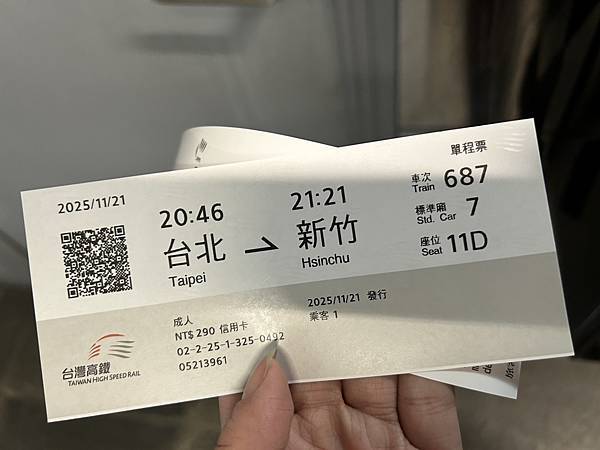 單程票
2025/11/21
20:46
21:21
台北
新竹
Taipei
Hsinchu
車次
Train 687
標準廂
Std. Car 7
座位
Seat 11D
成人
NT$ 290 信用卡
02-2-25-1-325-0492
05213961
2025/11/21 發行
乘客 1
台灣高鐵
TAIWAN HIGH SPEED RAIL